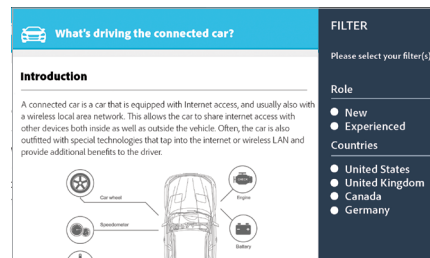 What's driving the connected car?
Introduction
A connected car is a car that is equipped with Internet access, and usually also with
a wireless local area network. This allows the car to share internet access with
other devices both inside as well as outside the vehicle. Often, the car is also
outfitted with special technologies that tap into the internet or wireless LAN and
provide additional benefits to the driver.
Car wheel
Engine
Speedometer
Battery
FILTER
Please select your filter(s)
Role
New
Experienced
Countries
United States
United Kingdom
Canada
Germany